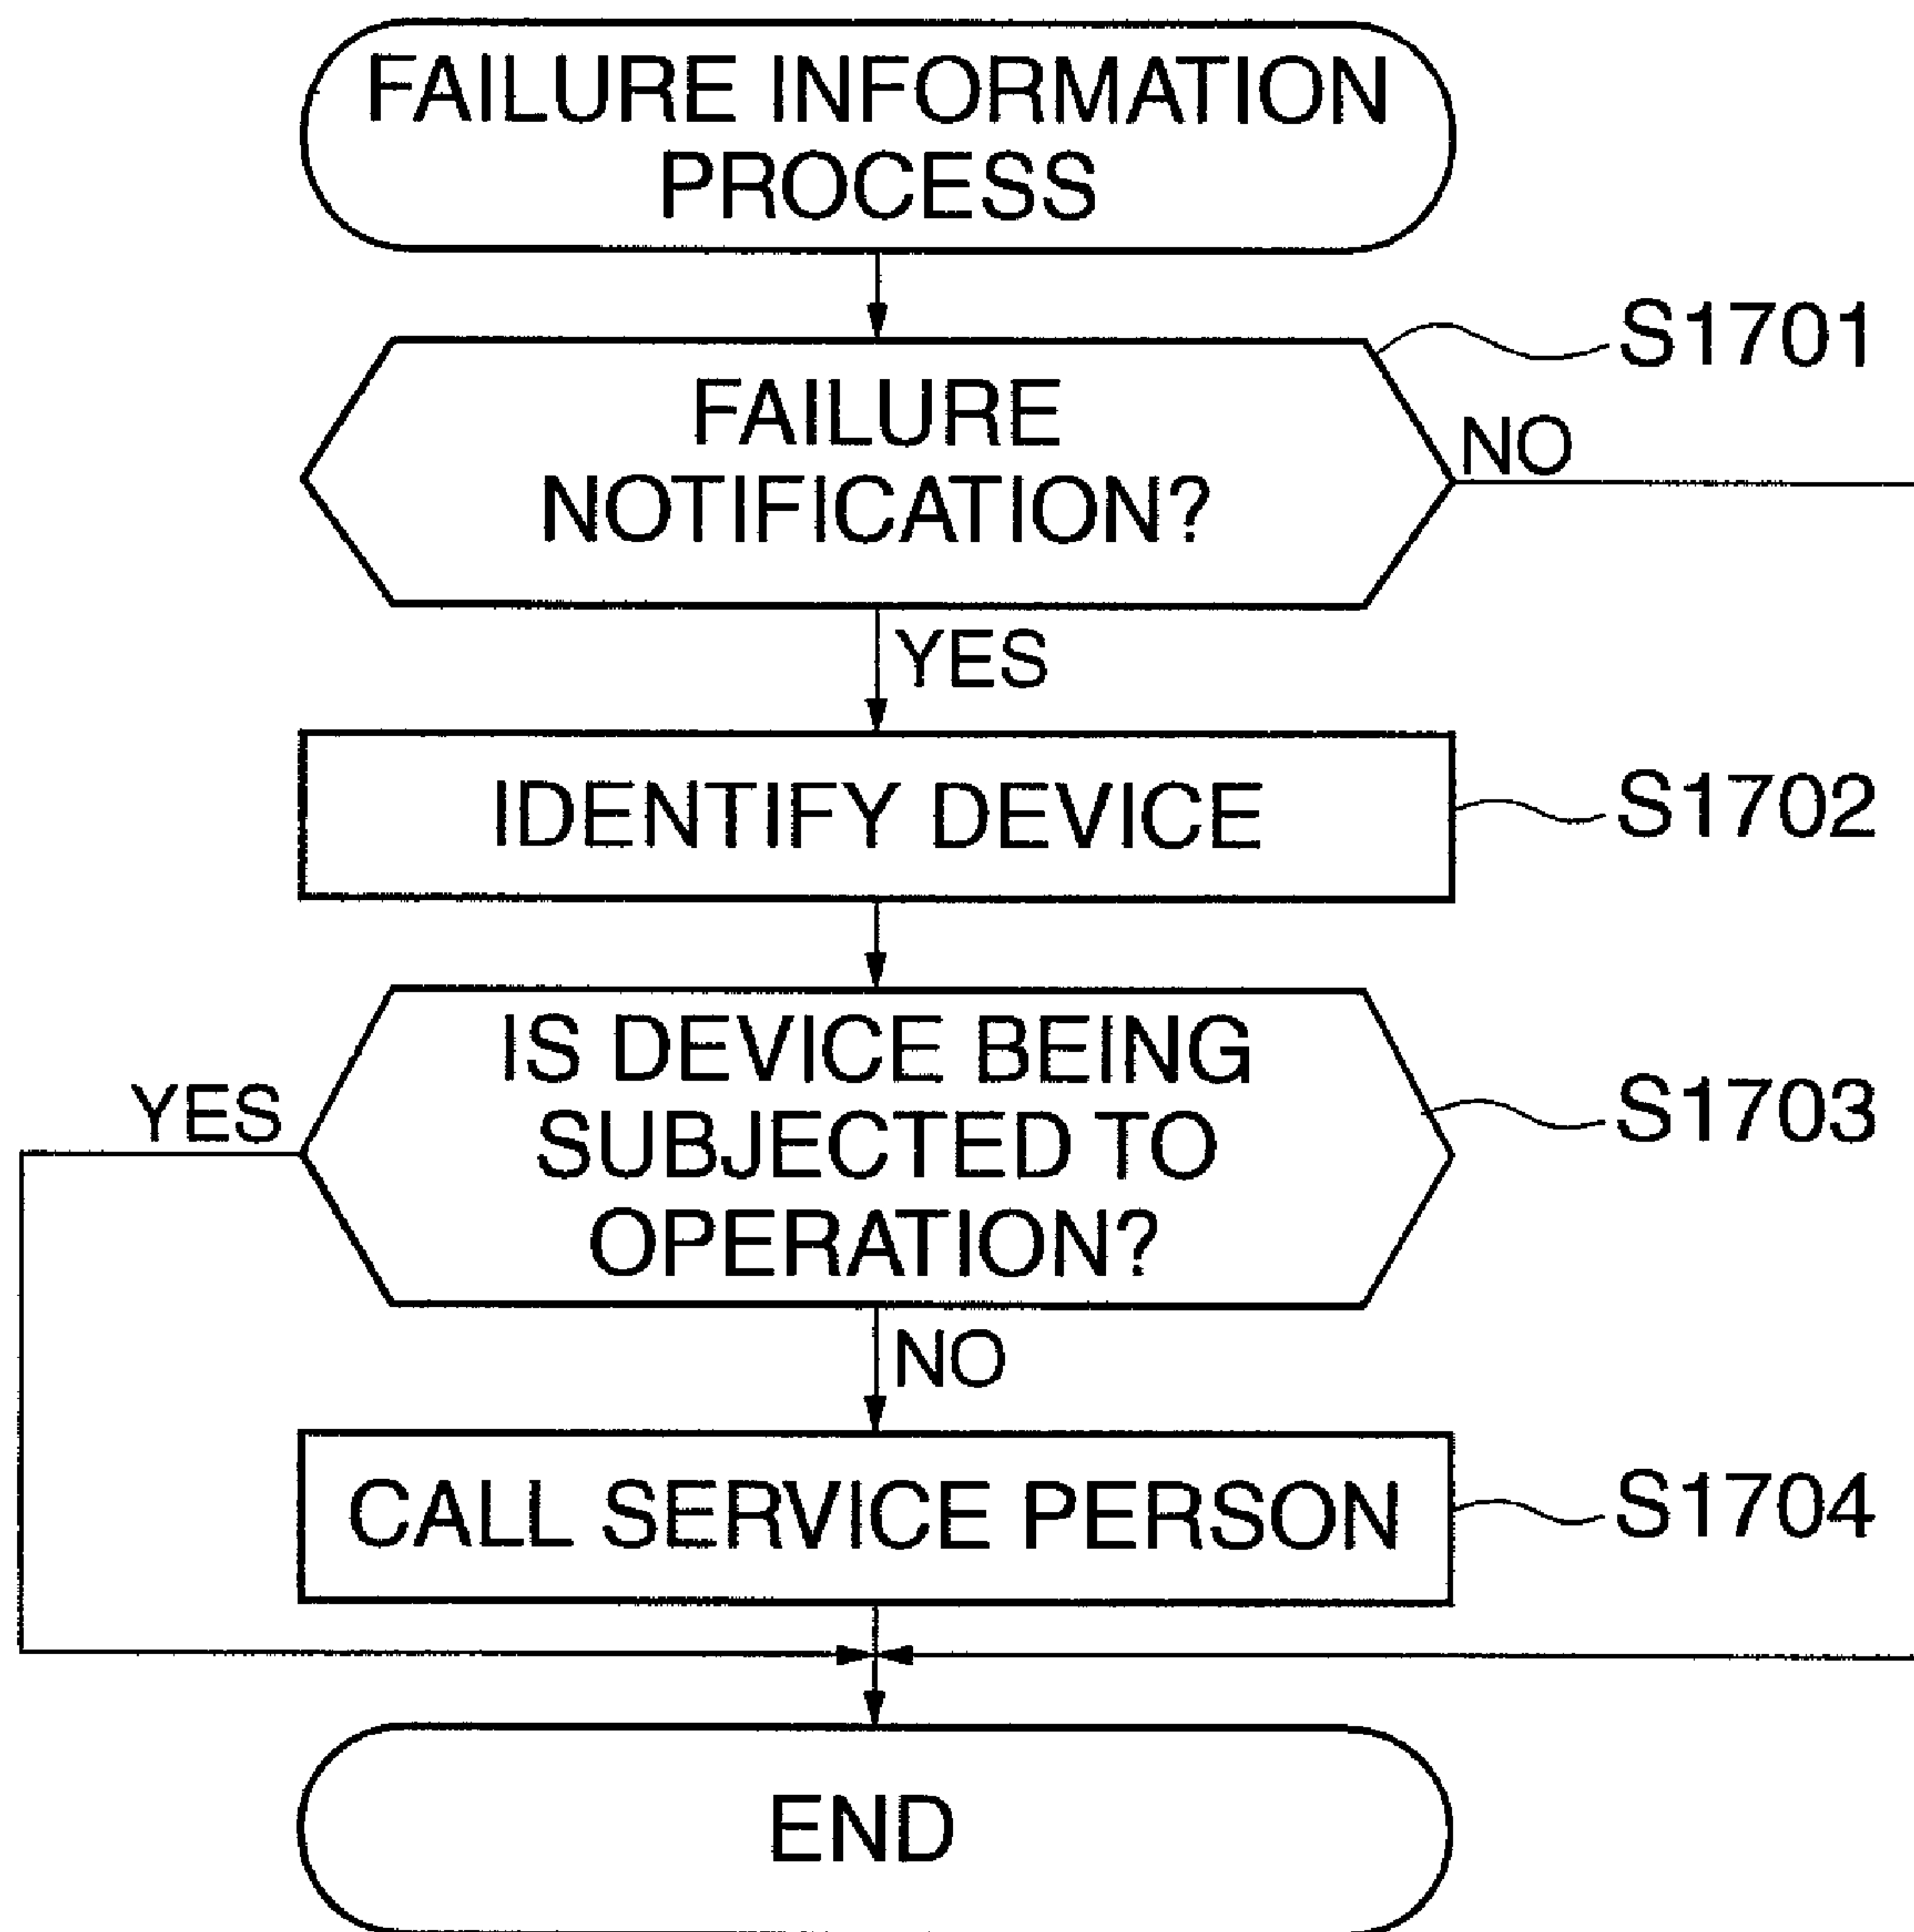 FAILURE INFORMATION
PROCESS
S1701
FAILURE
NOTIFICATION?
NO
YES
IDENTIFY DEVICE
S1702
IS DEVICE BEING
SUBJECTED TO
OPERATION?
S1703
YES
NO
CALL SERVICE PERSON
S1704
END